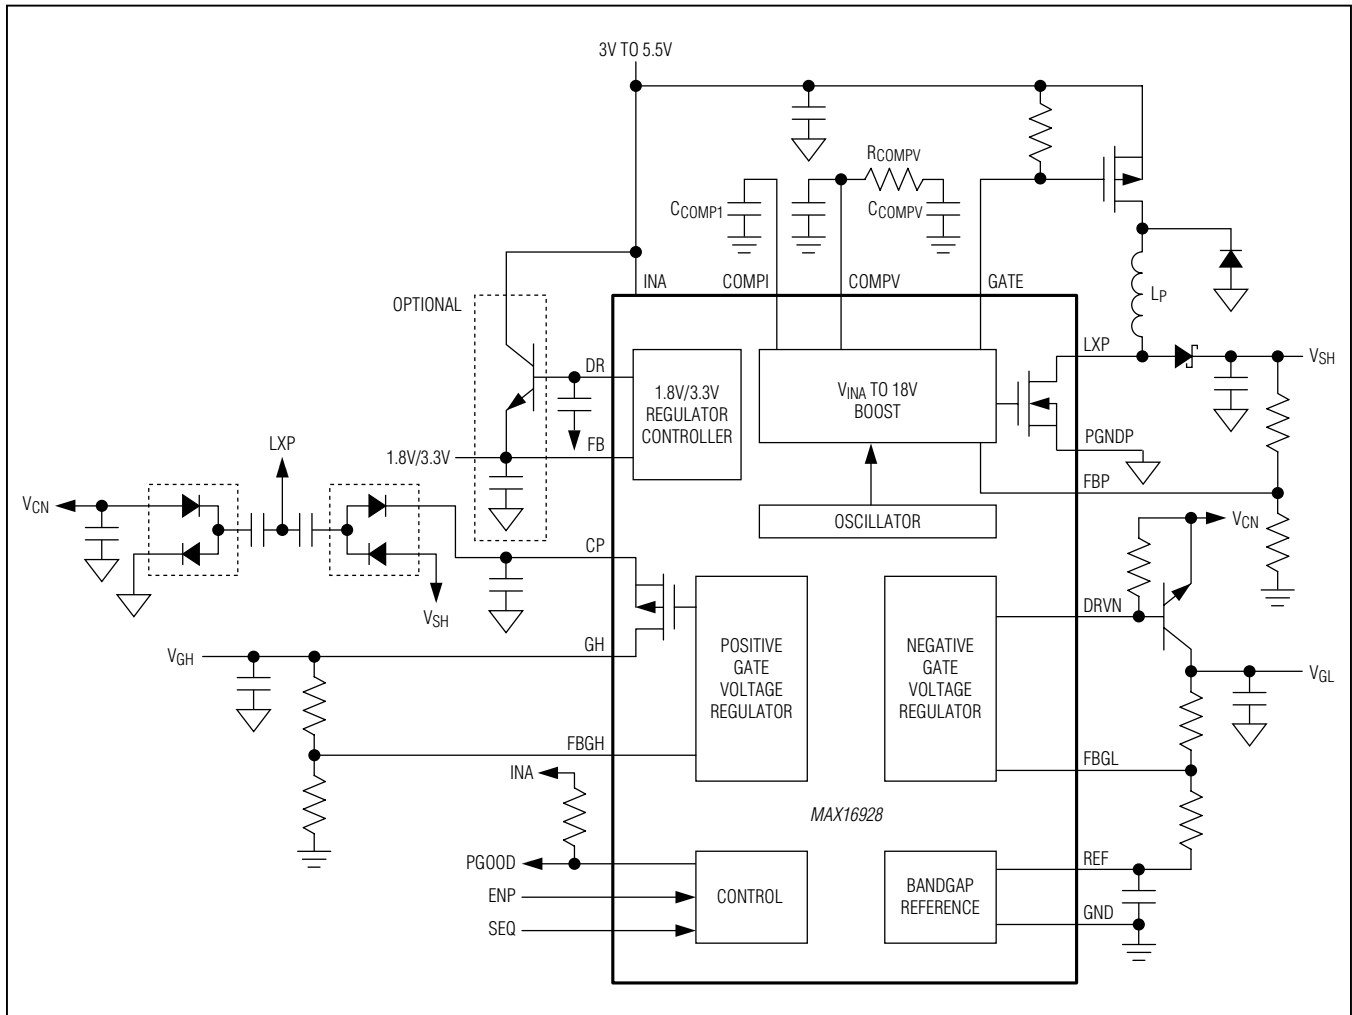 3V TO 5.5V
RCOMPV
CCOMP1
CCOMPV
INA
COMPI
COMPV
GATE
OPTIONAL
LP
LXP
VSH
DR
1.8V/3.3V
REGULATOR
CONTROLLER
VINA TO 18V
BOOST
PGNDP
LXP
1.8V/3.3V
FB
FBP
VCN
OSCILLATOR
VCN
CP
VSH
DRVN
GH
VGH
POSITIVE
GATE
VOLTAGE
REGULATOR
NEGATIVE
GATE
VOLTAGE
REGULATOR
VGL
FBGH
FBGL
INA
MAX16928
PGOOD
REF
ENP
CONTROL
BANDGAP
REFERENCE
GND
SEQ